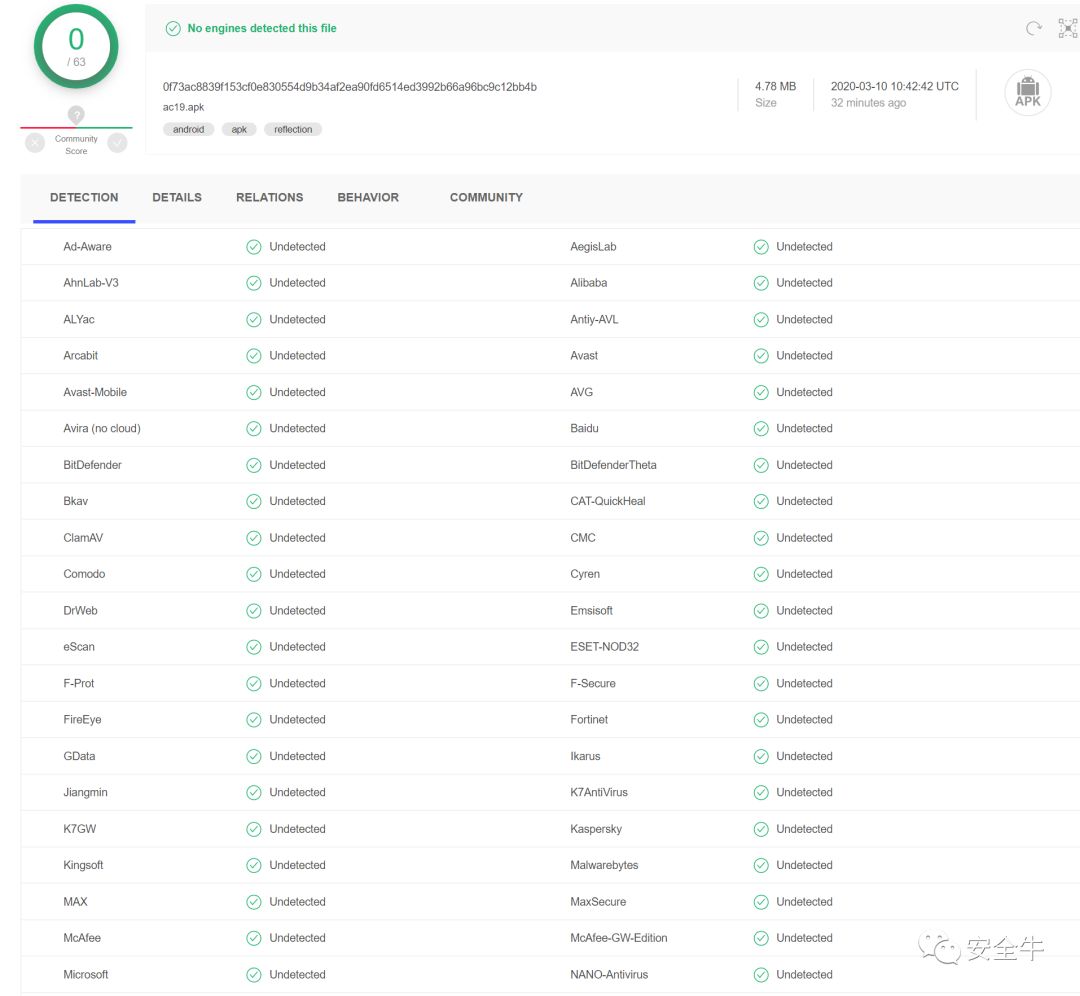 0
/ 63
?
Community
Score
No engines detected this file
0f73ac8839f153cf0e830554d9b34af2ea90fd6514ed3992b66a96bc9c12bb4b
ac19.apk
android apk reflection
4.78 MB
Size
2020-03-10 10:42:42 UTC
32 minutes ago
APK
DETECTION DETAILS RELATIONS BEHAVIOR COMMUNITY
Ad-Aware Undetected AegisLab Undetected
AhnLab-V3 Undetected Alibaba Undetected
ALYac Undetected Antiy-AVL Undetected
Arcabit Undetected Avast Undetected
Avast-Mobile Undetected AVG Undetected
Avira (no cloud) Undetected Baidu Undetected
BitDefender Undetected BitDefenderTheta Undetected
Bkav Undetected CAT-QuickHeal Undetected
ClamAV Undetected CMC Undetected
Comodo Undetected Cyren Undetected
DrWeb Undetected Emsisoft Undetected
eScan Undetected ESET-NOD32 Undetected
F-Prot Undetected F-Secure Undetected
FireEye Undetected Fortinet Undetected
GData Undetected Ikarus Undetected
Jiangmin Undetected K7AntiVirus Undetected
K7GW Undetected Kaspersky Undetected
Kingsoft Undetected Malwarebytes Undetected
MAX Undetected MaxSecure Undetected
McAfee Undetected McAfee-GW-Edition Undetected
安全牛
Microsoft Undetected NANO-Antivirus Undetected